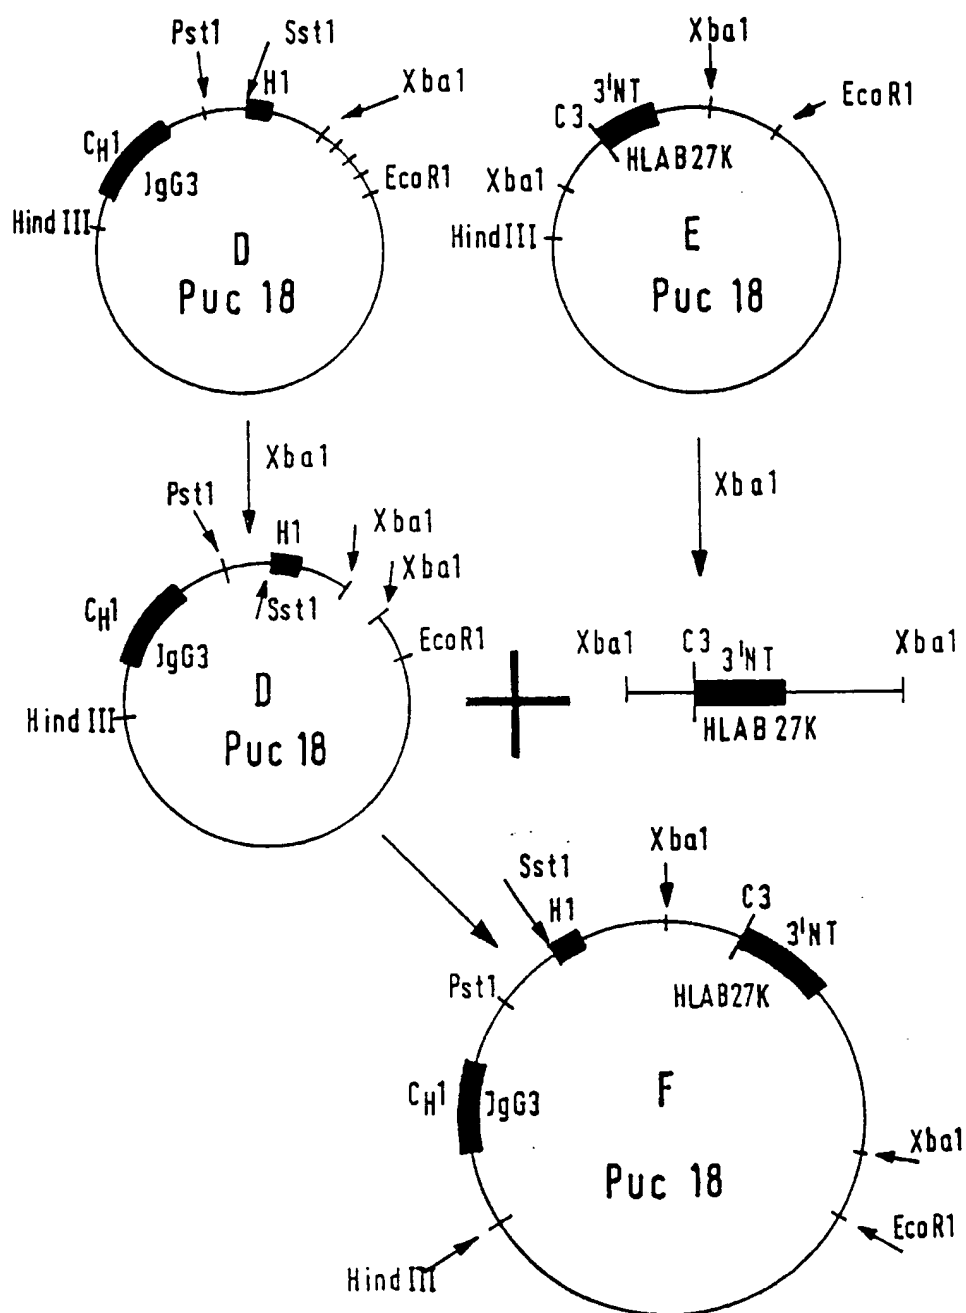 Pst1
Sst1
H1
Xba1
CH1
JgG3
EcoR1
Hind III
D
Puc 18
Xba1
EcoR1
3'NT
C3
HLAB27K
Xba1
Hind III
E
Puc 18
Xba1
Xba1
Pst1
H1
Xba1
Xba1
Sst1
CH1
JgG3
EcoR1
Hind III
D
Puc 18
Xba1
C3
3'NT
Xba1
HLAB27K
Sst1
H1
Xba1
C3
3'NT
Pst1
HLAB27K
CH1
JgG3
F
Puc 18
Xba1
EcoR1
Hind III